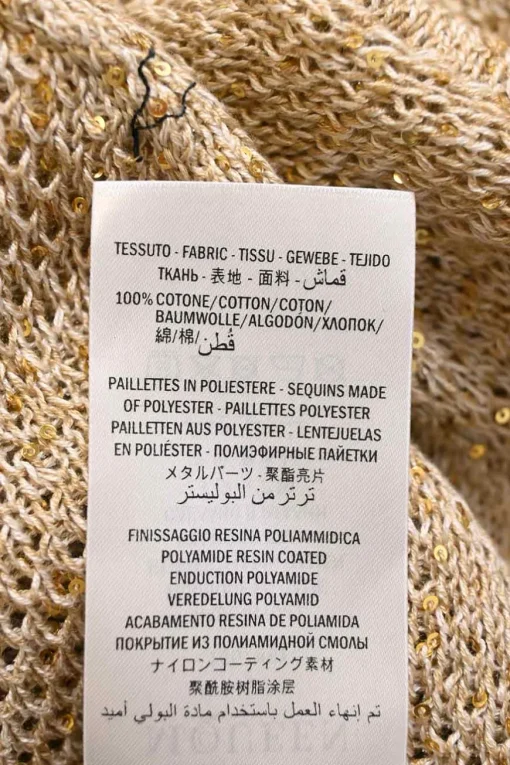 TESSUTO - FABRIC - TISSU - GEWEBE - TEJIDO
ТКАНЬ - 表地 - 面料 - قماش
100% COTONE/COTTON/COTON/
BAUMWOLLE/ALGODÓN/ХЛОПОК/
綿/棉/قُطن
PAILLETTES IN POLIESTERE - SEQUINS MADE
OF POLYESTER - PAILLETTES POLYESTER
PAILLETTEN AUS POLYESTER - LENTEJUELAS
EN POLIÉSTER - ПОЛИЭФИРНЫЕ ПАЙЕТКИ
メタルパーツ - 聚酯亮片
ترتر من البوليستر
FINISSAGGIO RESINA POLIAMMIDICA
POLYAMIDE RESIN COATED
ENDUCTION POLYAMIDE
VEREDELUNG POLYAMID
ACABAMENTO RESINA DE POLIAMIDA
ПОКРЫТИЕ ИЗ ПОЛИАМИДНОЙ СМОЛЫ
ナイロンコーティング素材
聚酰胺树脂涂层
تم إنهاء العمل باستخدام مادة البولي أميد